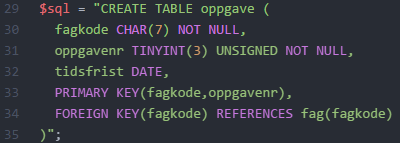 29 $sql = "CREATE TABLE oppgave (
30 fagkode CHAR(7) NOT NULL,
31 oppgavenr TINYINT(3) UNSIGNED NOT NULL,
32 tidsfrist DATE,
33 PRIMARY KEY(fagkode,oppgavenr),
34 FOREIGN KEY(fagkode) REFERENCES fag(fagkode)
35 )";